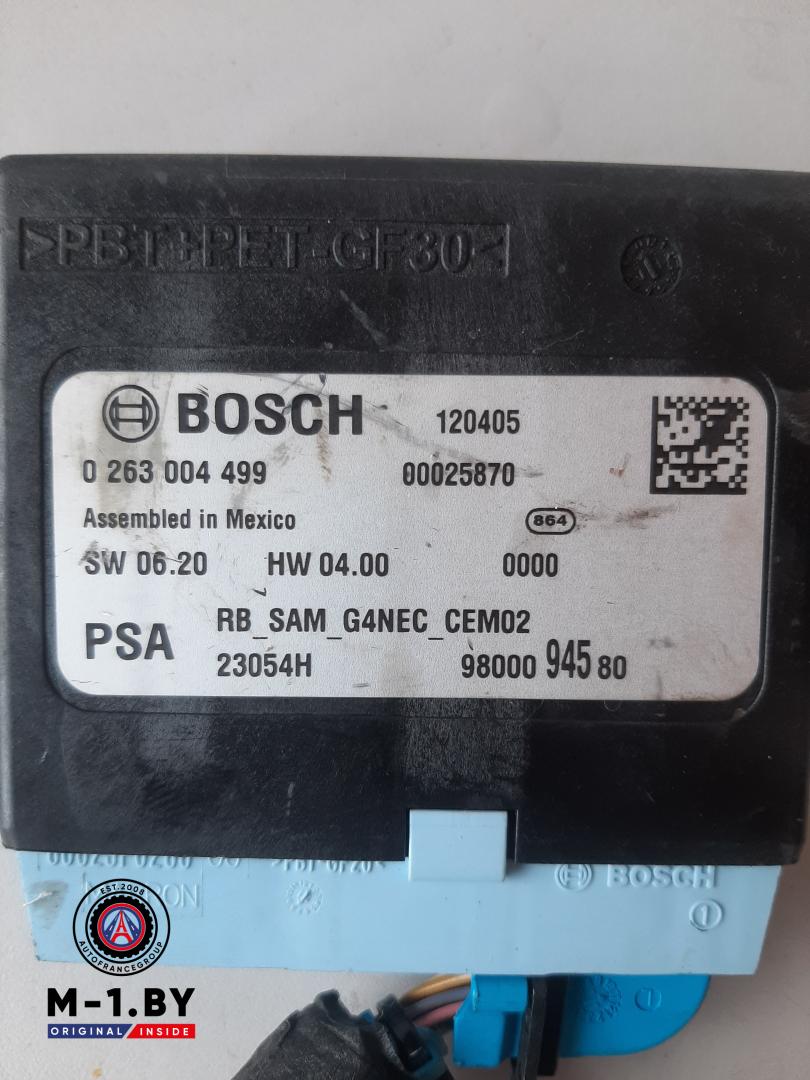 >PBT+PET-GF30<
BOSCH 120405
0 263 004 499 00025870
Assembled in Mexico 864
SW 06.20 HW 04.00 0000
PSA RB_SAM_G4NEC_CEM02
23054H 98000 945 80
BOSCH
1
EST.2008
AUTOFRANCEGROUP
M-1.BY
ORIGINAL INSIDE